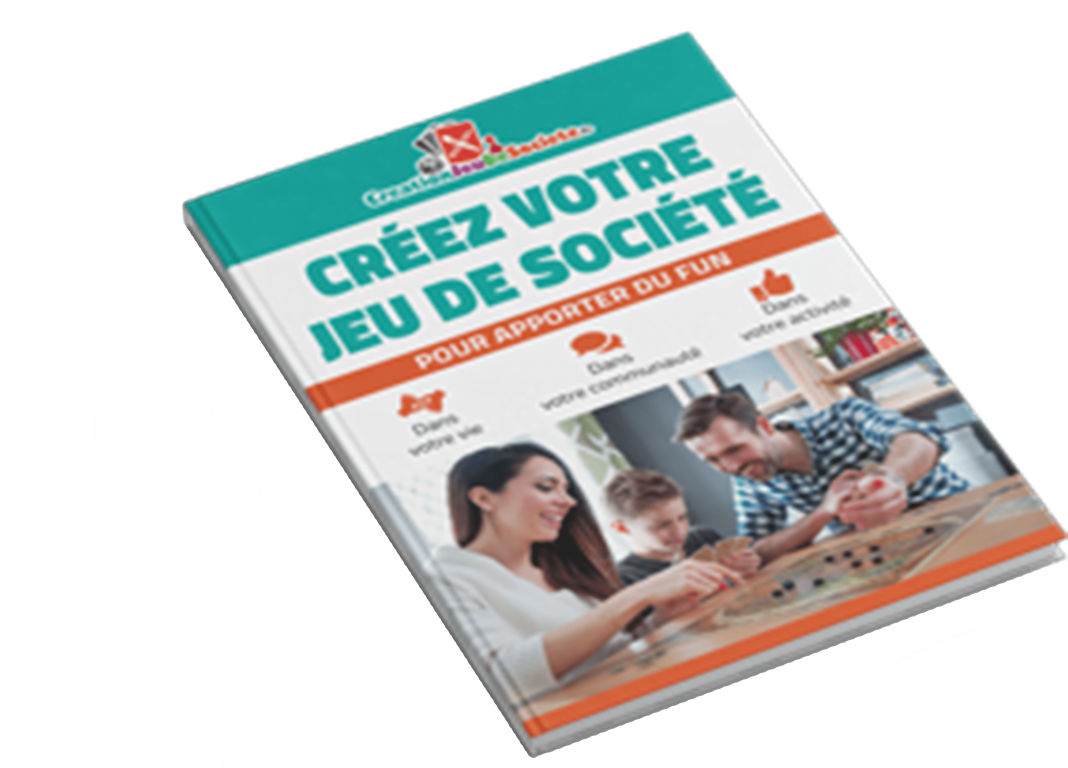 CreationJeuDeSociete
CRÉEZ VOTRE
JEU DE SOCIÉTÉ
POUR APPORTER DU FUN
Dans
votre vie
Dans
votre communauté
Dans
votre activité